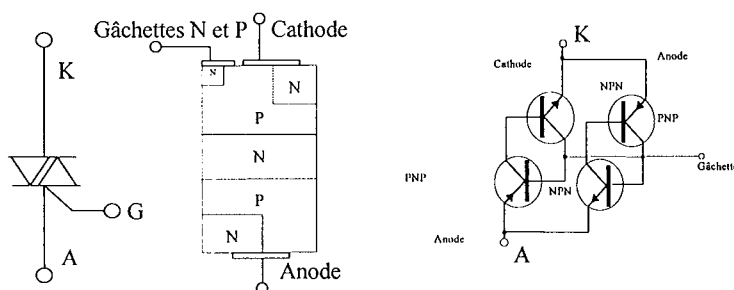 K
G
A
Gâchettes N et P
Cathode
N
N
P
N
P
N
Anode
K
Cathode
Anode
NPN
PNP
Gâchette
PNP
NPN
Anode
A